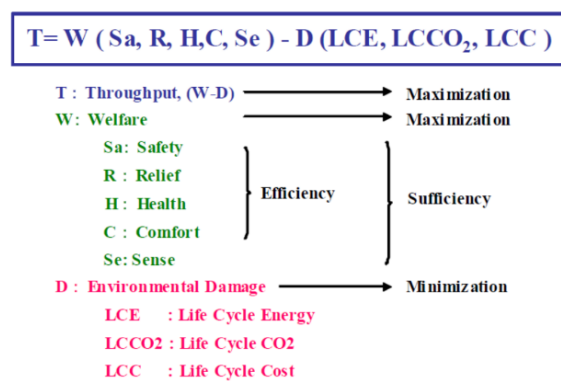 T= W ( Sa, R, H,C, Se ) - D (LCE, LCCO₂, LCC )
T : Throughput, (W-D) Maximization
W: Welfare Maximization
Sa: Safety
R : Relief
H : Health
C : Comfort
Se: Sense
Efficiency
Sufficiency
D : Environmental Damage Minimization
LCE : Life Cycle Energy
LCCO2 : Life Cycle CO2
LCC : Life Cycle Cost